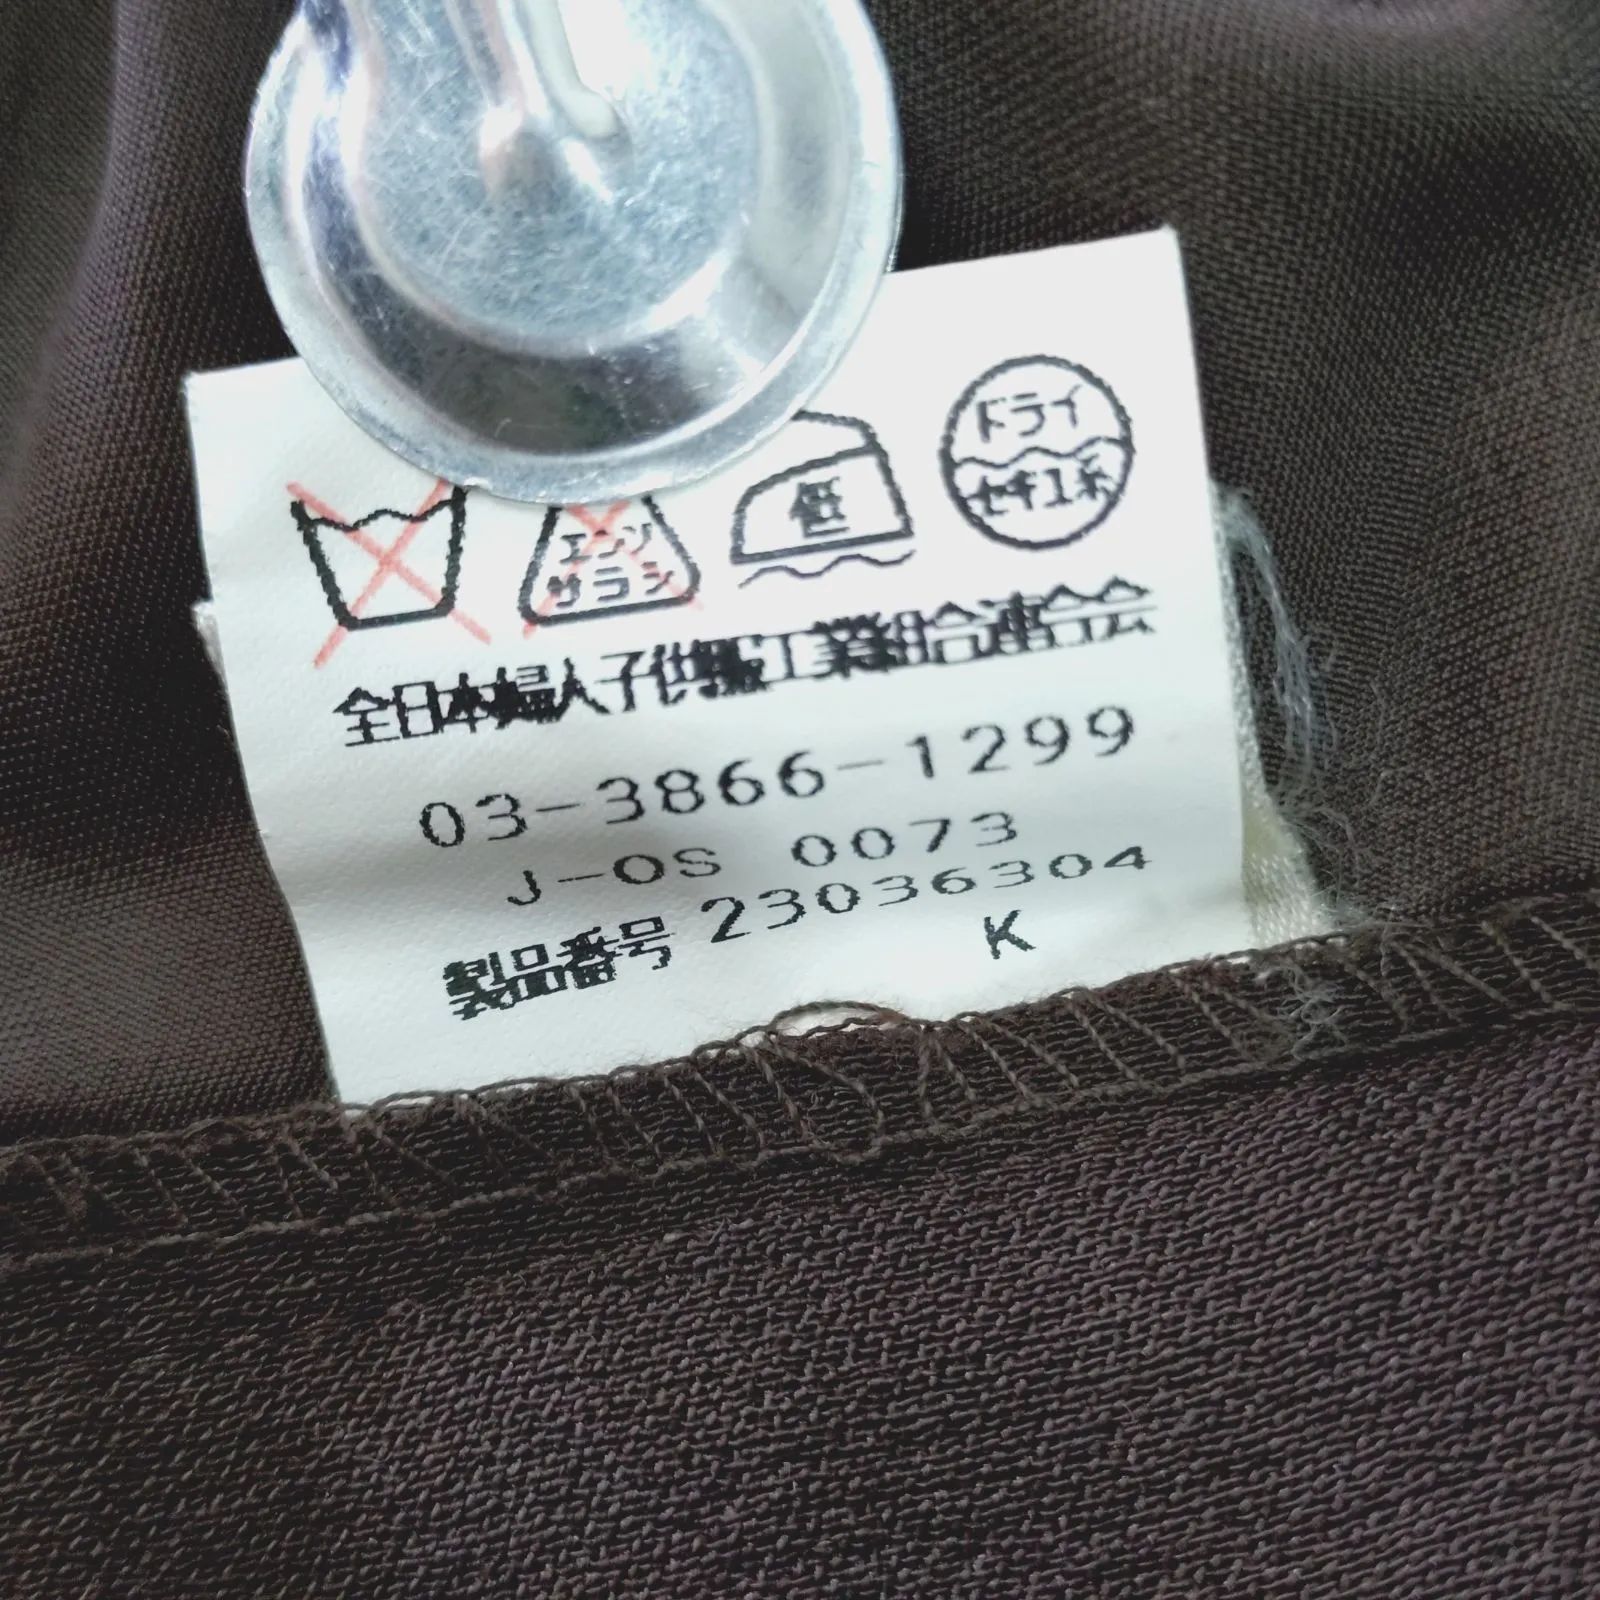 エンソ
サラシ
低
ドライ
セキユ系
全日本婦人子供服工業組合連合会
03-3866-1299
J-OS 0073
製品番号 23036304
K